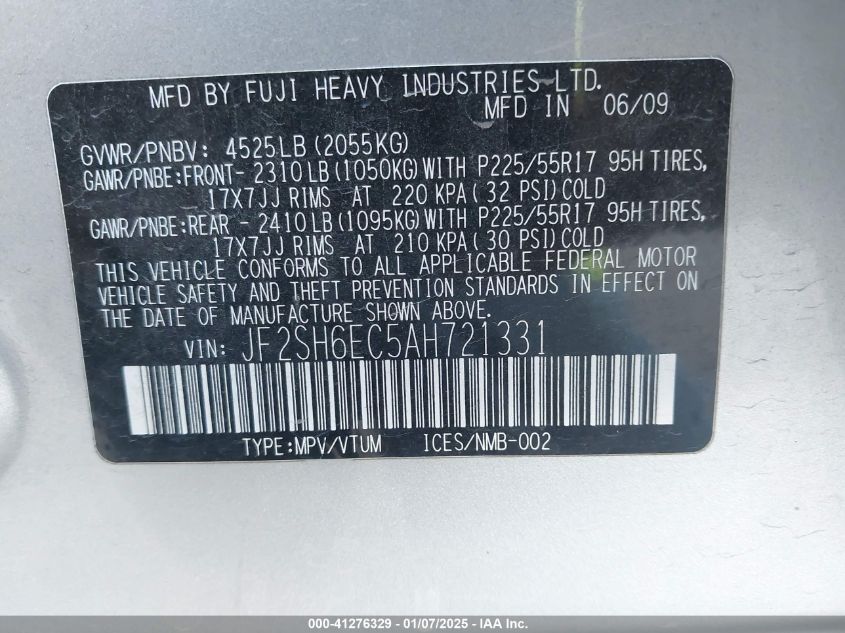 MFD BY FUJI HEAVY INDUSTRIES LTD.
MFD IN 06/09
GVWR/PNBV: 4525LB (2055KG)
GAWR/PNBE:FRONT- 2310LB(1050KG)WITH P225/55R17 95H TIRES,
17X7JJ RIMS AT 220 KPA (32 PSI)COLD
GAWR/PNBE:REAR - 2410LB(1095KG)WITH P225/55R17 95H TIRES,
17X7JJ RIMS AT 210 KPA (30 PSI)COLD
THIS VEHICLE CONFORMS TO ALL APPLICABLE FEDERAL MOTOR
VEHICLE SAFETY AND THEFT PREVENTION STANDARDS IN EFFECT ON
THE DATE OF MANUFACTURE SHOWN ABOVE.
VIN: JF2SH6EC5AH721331
TYPE:MPV/VTUM ICES/NMB-002
000-41276329 - 01/07/2025 - IAA Inc.